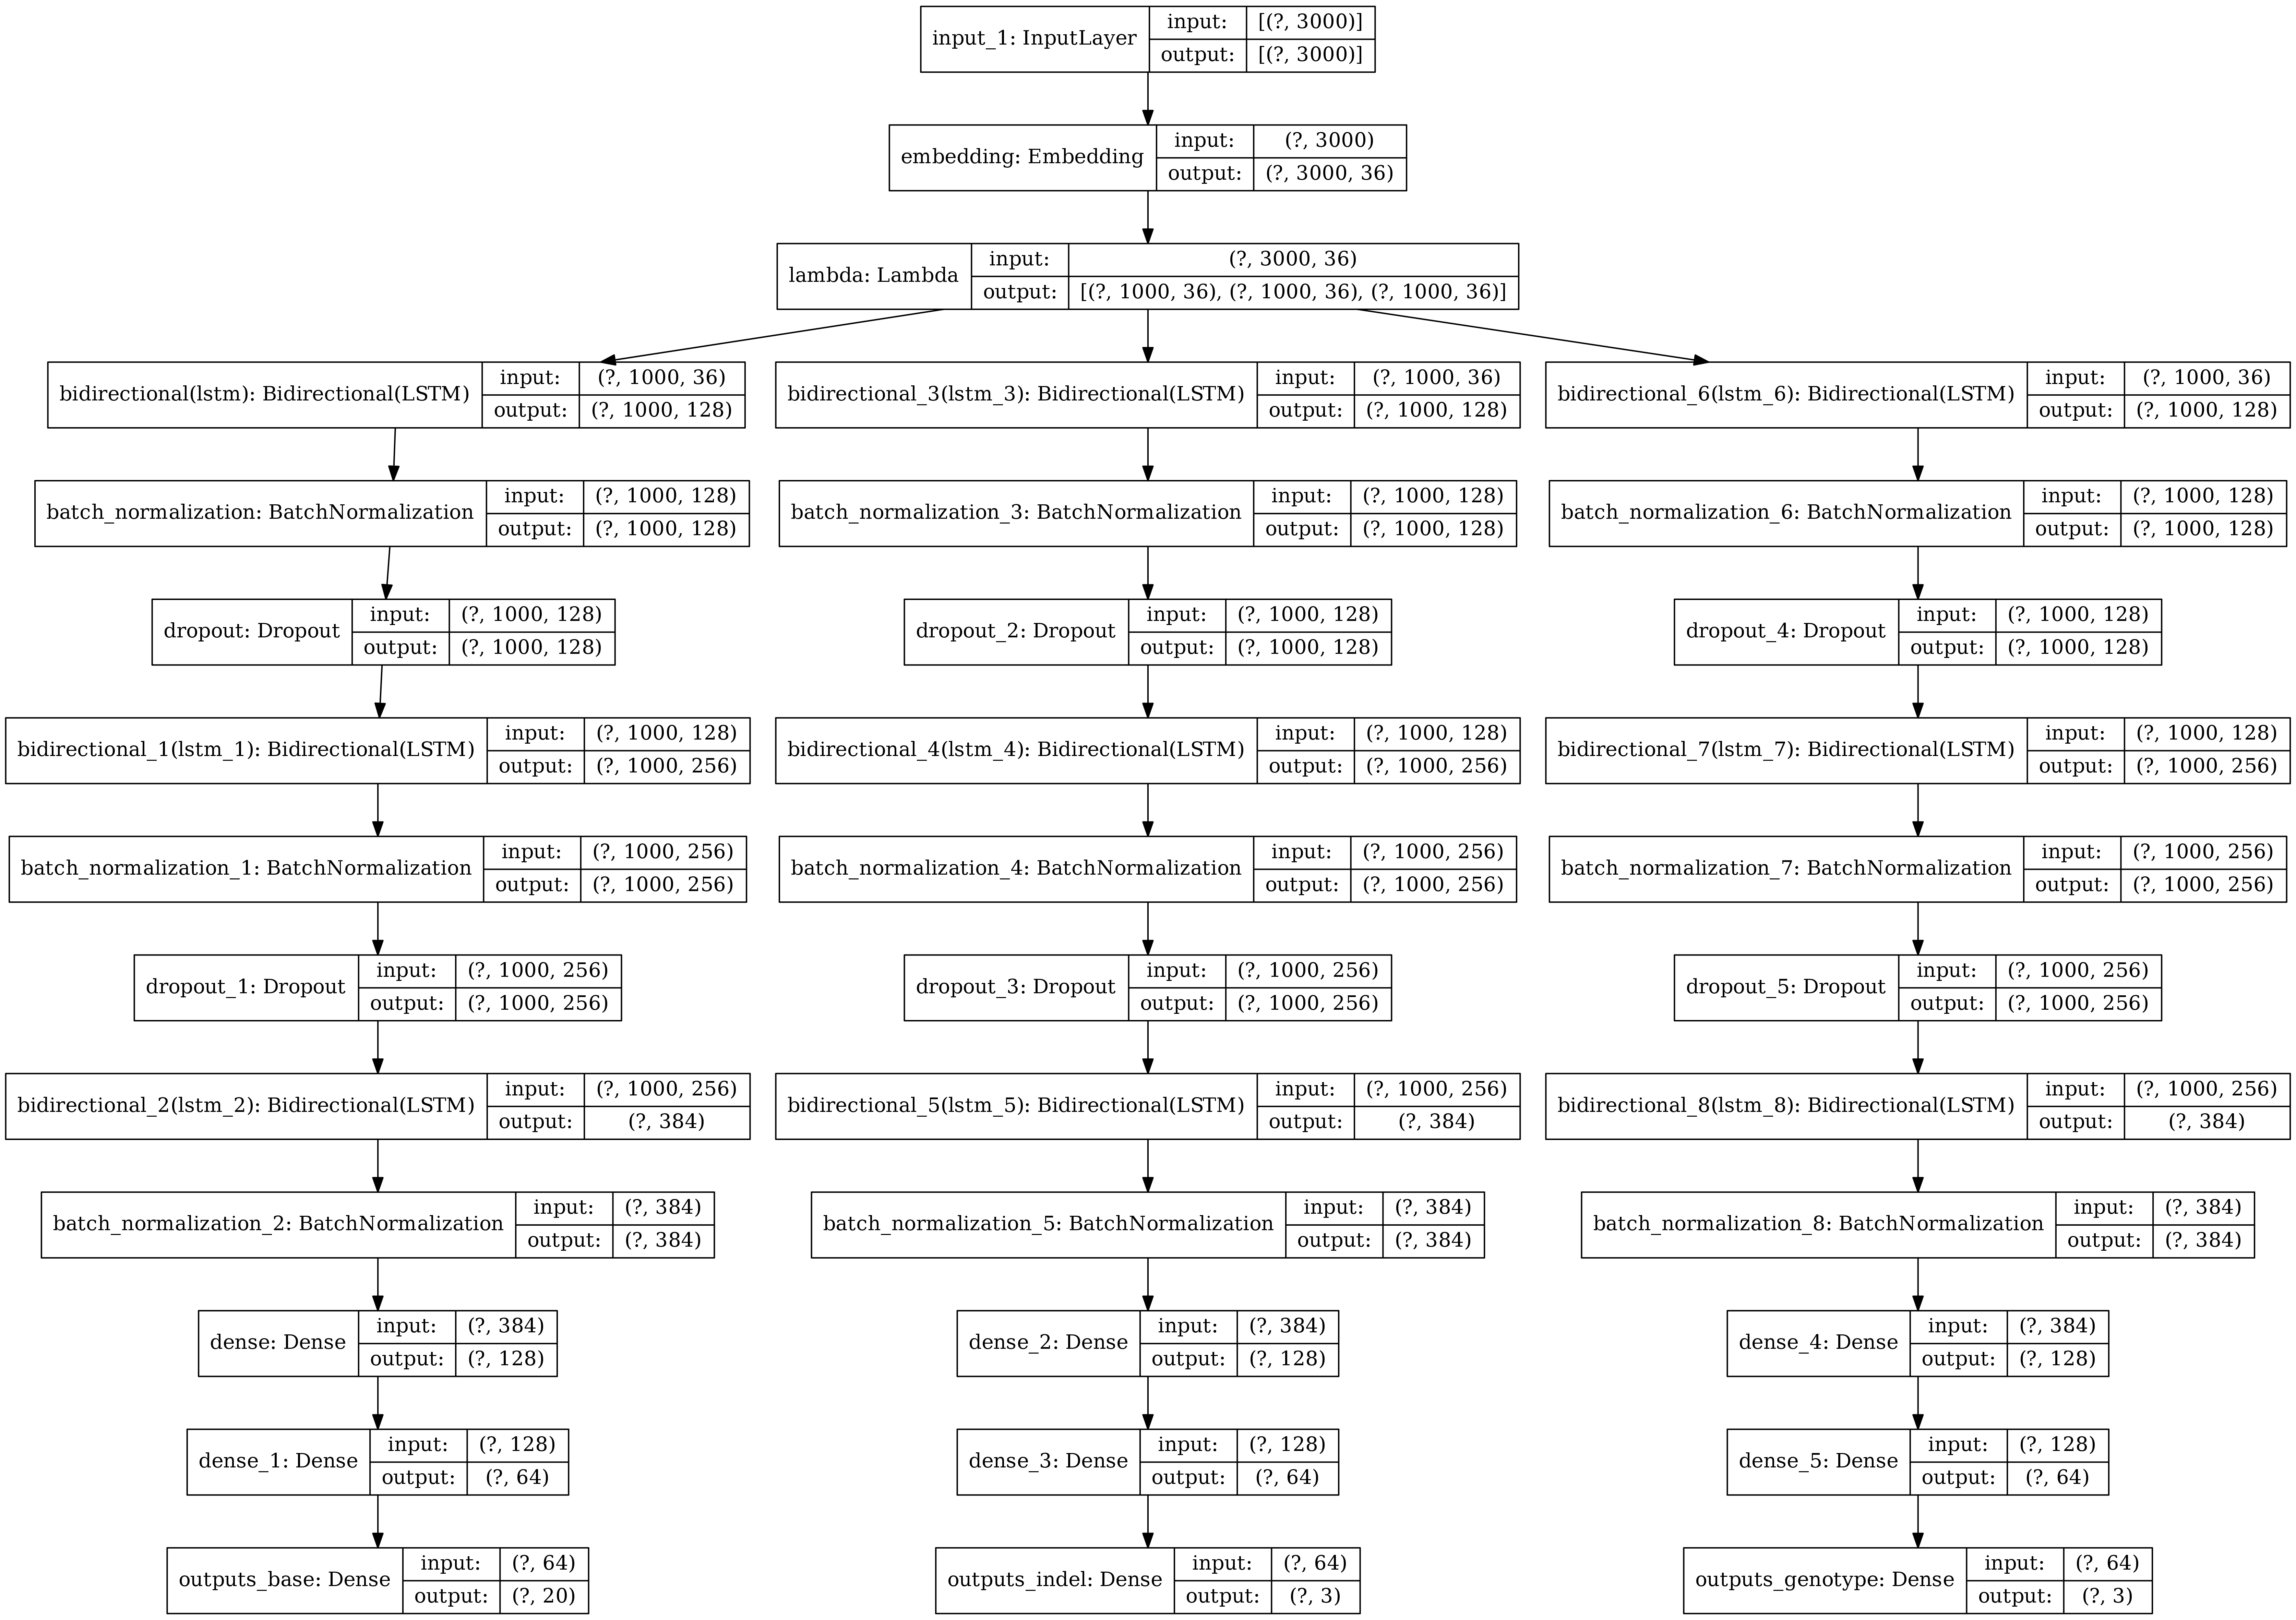 input_1: InputLayer
input: [(?, 3000)]
output: [(?, 3000)]
embedding: Embedding
input: (?, 3000)
output: (?, 3000, 36)
lambda: Lambda
input: (?, 3000, 36)
output: [(?, 1000, 36), (?, 1000, 36), (?, 1000, 36)]
bidirectional(lstm): Bidirectional(LSTM)
input: (?, 1000, 36)
output: (?, 1000, 128)
bidirectional_3(lstm_3): Bidirectional(LSTM)
input: (?, 1000, 36)
output: (?, 1000, 128)
bidirectional_6(lstm_6): Bidirectional(LSTM)
input: (?, 1000, 36)
output: (?, 1000, 128)
batch_normalization: BatchNormalization
input: (?, 1000, 128)
output: (?, 1000, 128)
batch_normalization_3: BatchNormalization
input: (?, 1000, 128)
output: (?, 1000, 128)
batch_normalization_6: BatchNormalization
input: (?, 1000, 128)
output: (?, 1000, 128)
dropout: Dropout
input: (?, 1000, 128)
output: (?, 1000, 128)
dropout_2: Dropout
input: (?, 1000, 128)
output: (?, 1000, 128)
dropout_4: Dropout
input: (?, 1000, 128)
output: (?, 1000, 128)
bidirectional_1(lstm_1): Bidirectional(LSTM)
input: (?, 1000, 128)
output: (?, 1000, 256)
bidirectional_4(lstm_4): Bidirectional(LSTM)
input: (?, 1000, 128)
output: (?, 1000, 256)
bidirectional_7(lstm_7): Bidirectional(LSTM)
input: (?, 1000, 128)
output: (?, 1000, 256)
batch_normalization_1: BatchNormalization
input: (?, 1000, 256)
output: (?, 1000, 256)
batch_normalization_4: BatchNormalization
input: (?, 1000, 256)
output: (?, 1000, 256)
batch_normalization_7: BatchNormalization
input: (?, 1000, 256)
output: (?, 1000, 256)
dropout_1: Dropout
input: (?, 1000, 256)
output: (?, 1000, 256)
dropout_3: Dropout
input: (?, 1000, 256)
output: (?, 1000, 256)
dropout_5: Dropout
input: (?, 1000, 256)
output: (?, 1000, 256)
bidirectional_2(lstm_2): Bidirectional(LSTM)
input: (?, 1000, 256)
output: (?, 384)
bidirectional_5(lstm_5): Bidirectional(LSTM)
input: (?, 1000, 256)
output: (?, 384)
bidirectional_8(lstm_8): Bidirectional(LSTM)
input: (?, 1000, 256)
output: (?, 384)
batch_normalization_2: BatchNormalization
input: (?, 384)
output: (?, 384)
batch_normalization_5: BatchNormalization
input: (?, 384)
output: (?, 384)
batch_normalization_8: BatchNormalization
input: (?, 384)
output: (?, 384)
dense: Dense
input: (?, 384)
output: (?, 128)
dense_2: Dense
input: (?, 384)
output: (?, 128)
dense_4: Dense
input: (?, 384)
output: (?, 128)
dense_1: Dense
input: (?, 128)
output: (?, 64)
dense_3: Dense
input: (?, 128)
output: (?, 64)
dense_5: Dense
input: (?, 128)
output: (?, 64)
outputs_base: Dense
input: (?, 64)
output: (?, 20)
outputs_indel: Dense
input: (?, 64)
output: (?, 3)
outputs_genotype: Dense
input: (?, 64)
output: (?, 3)